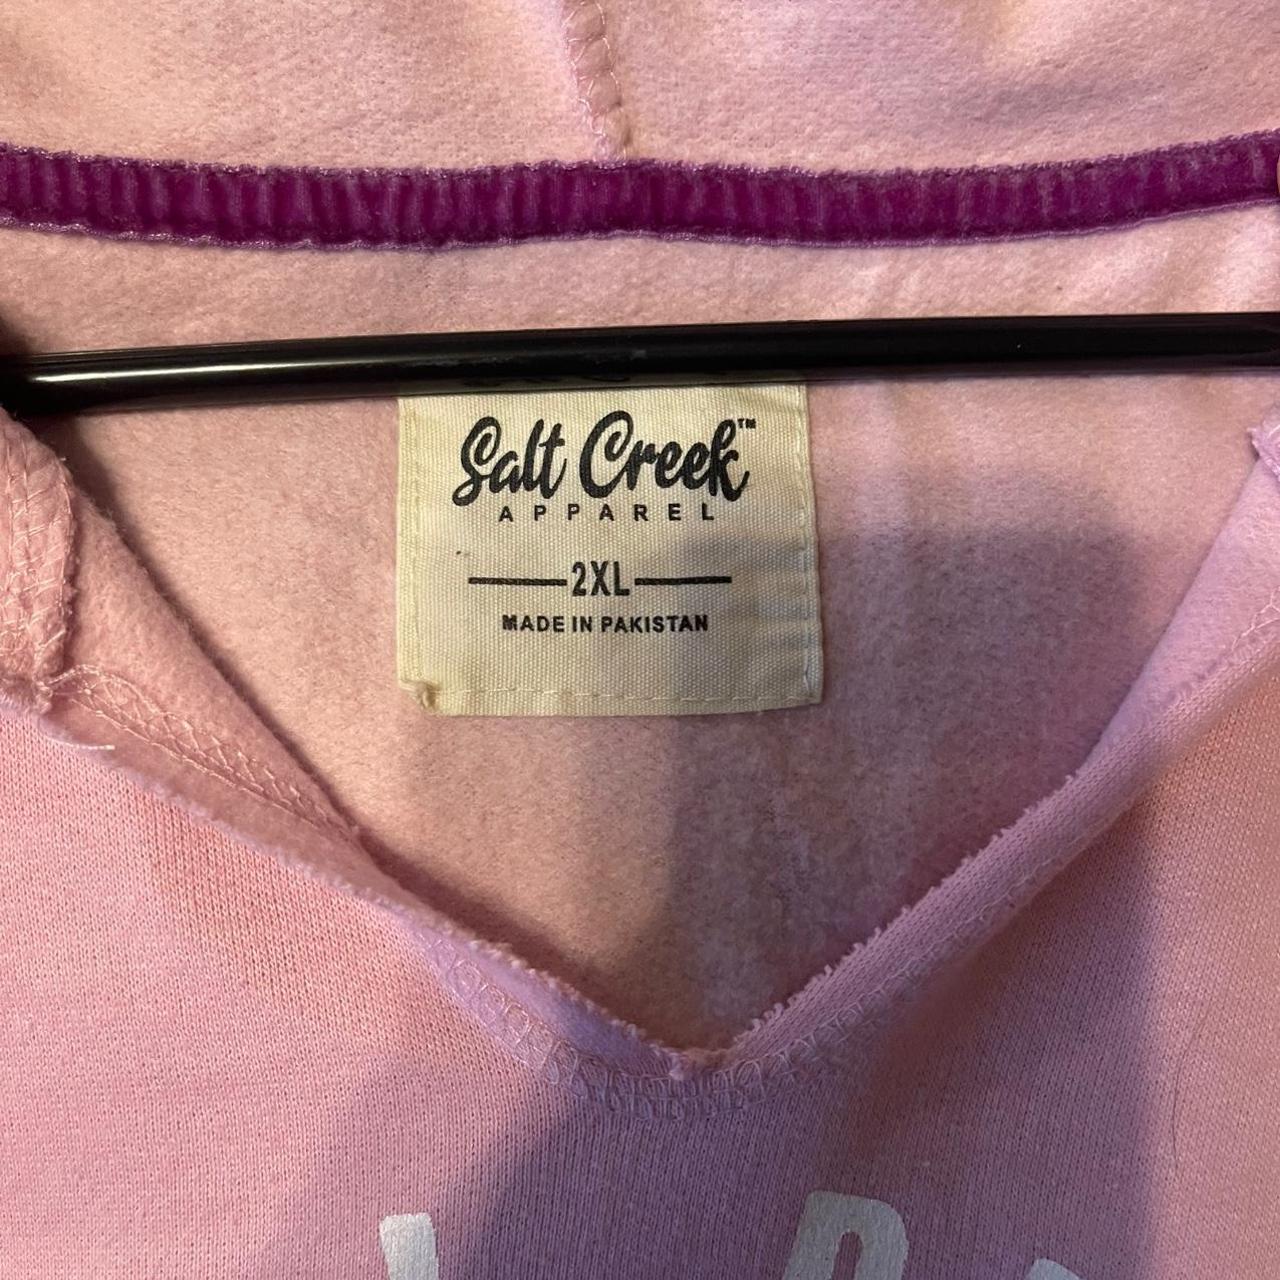 Salt Creek™
APPAREL
2XL
MADE IN PAKISTAN